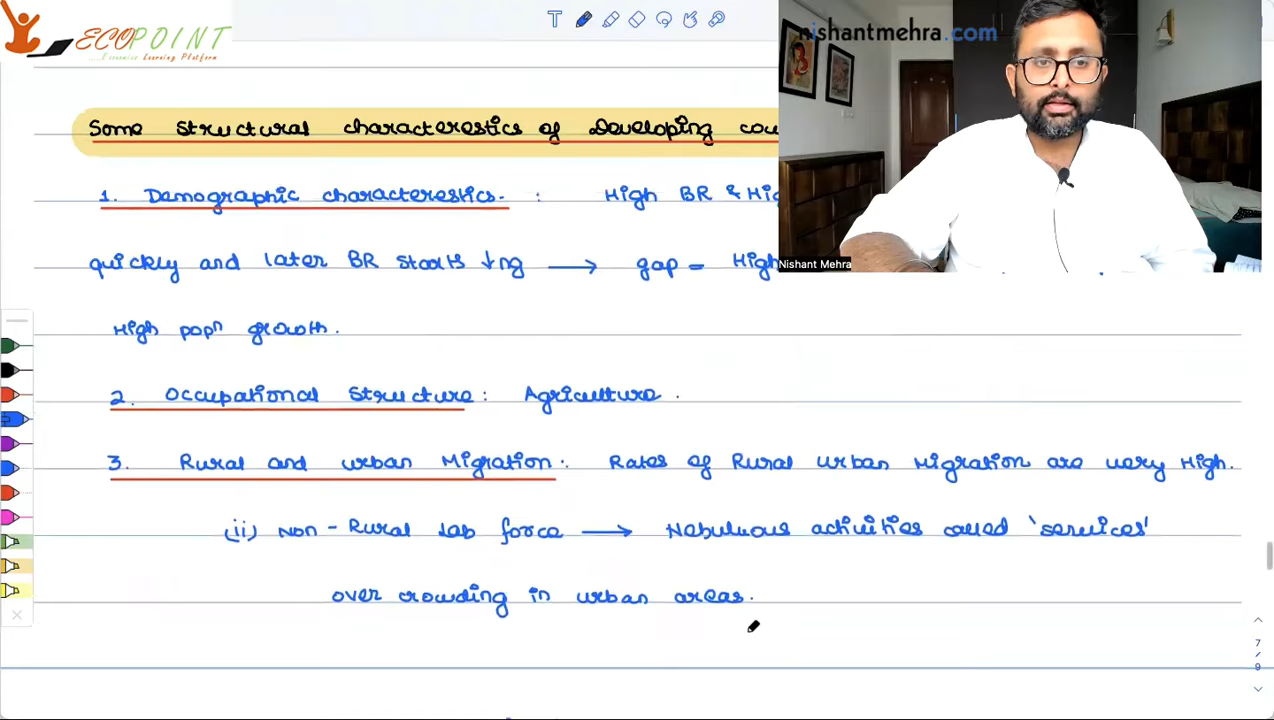 ECOPOINT
Economics Learning Platform
nishantmehra.com
Some structural characterestics of Developing cou
1. Demographic characterestics. : High BR & Hig
quickly and later BR starts ↓ng → gap = High
Nishant Mehra
High popn growth.
2. Occupational structure : Agriculture.
3. Rural and urban Migration: Rates of Rural urban Migration are very High.
(ii) Non-Rural Lab force → Nebulous activities called 'services'
over crowding in urban areas.
7
/
9